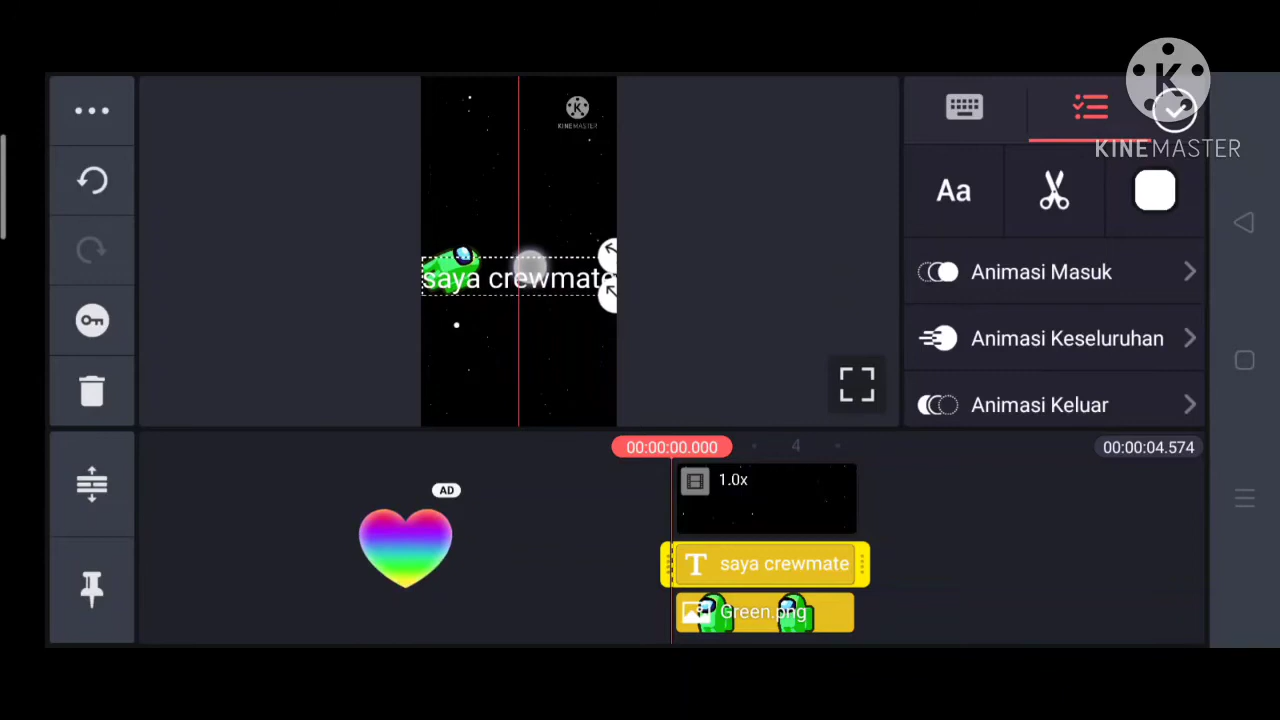 KINEMASTER
KINEMASTER
saya crewmate
Aa
Animasi Masuk
Animasi Keseluruhan
Animasi Keluar
00:00:00.000
4
00:00:04.574
AD
1.0x
T saya crewmate
Green.png